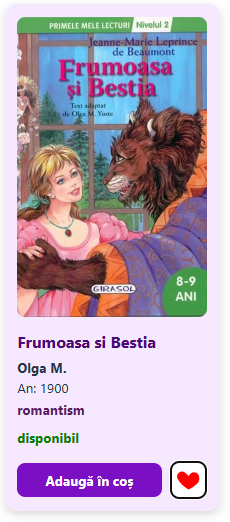 PRIMELE MELE LECTURI Nivelul 2
Jeanne-Marie Leprince
de Beaumont
Frumoasa
și Bestia
Text adaptat
de Olga M. Yuste
8-9
ANI
GIRASOL
Frumoasa si Bestia
Olga M.
An: 1900
romantism
disponibil
Adaugă în coș